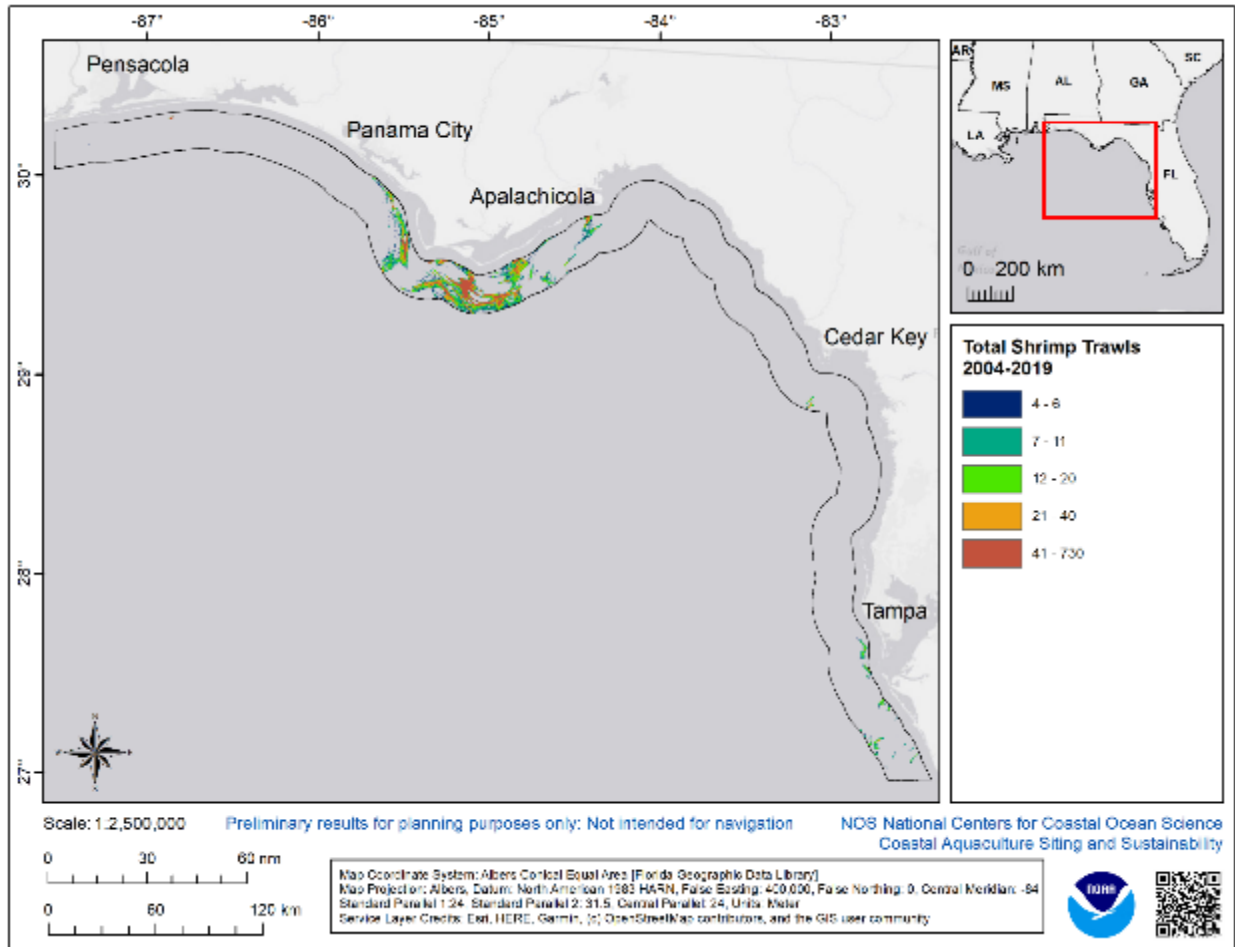 -87° -86° -85° -84° -83°
Pensacola
Panama City
Apalachicola
Cedar Key
Tampa
30°
29°
28°
27°
AR
MS
AL
GA
SC
LA
FL
Gulf of
0 200 km
Total Shrimp Trawls
2004-2019
4 - 6
7 - 11
12 - 20
21 - 40
41 - 730
N
Scale: 1:2,500,000
Preliminary results for planning purposes only: Not intended for navigation
NOS National Centers for Coastal Ocean Science
Coastal Aquaculture Siting and Sustainability
0 30 60 nm
0 60 120 km
Map Coordinate System: Albers Conical Equal Area [Florida Geographic Data Library]
Map Projection: Albers, Datum: North American 1983 HARN, False Easting: 400,000, False Northing: 0, Central Meridian: -84
Standard Parallel 1:24, Standard Parallel 2: 31.5, Central Parallel: 24, Units: Meter
Service Layer Credits: Esri, HERE, Garmin, (c) OpenStreetMap contributors, and the GIS user community
NOAA